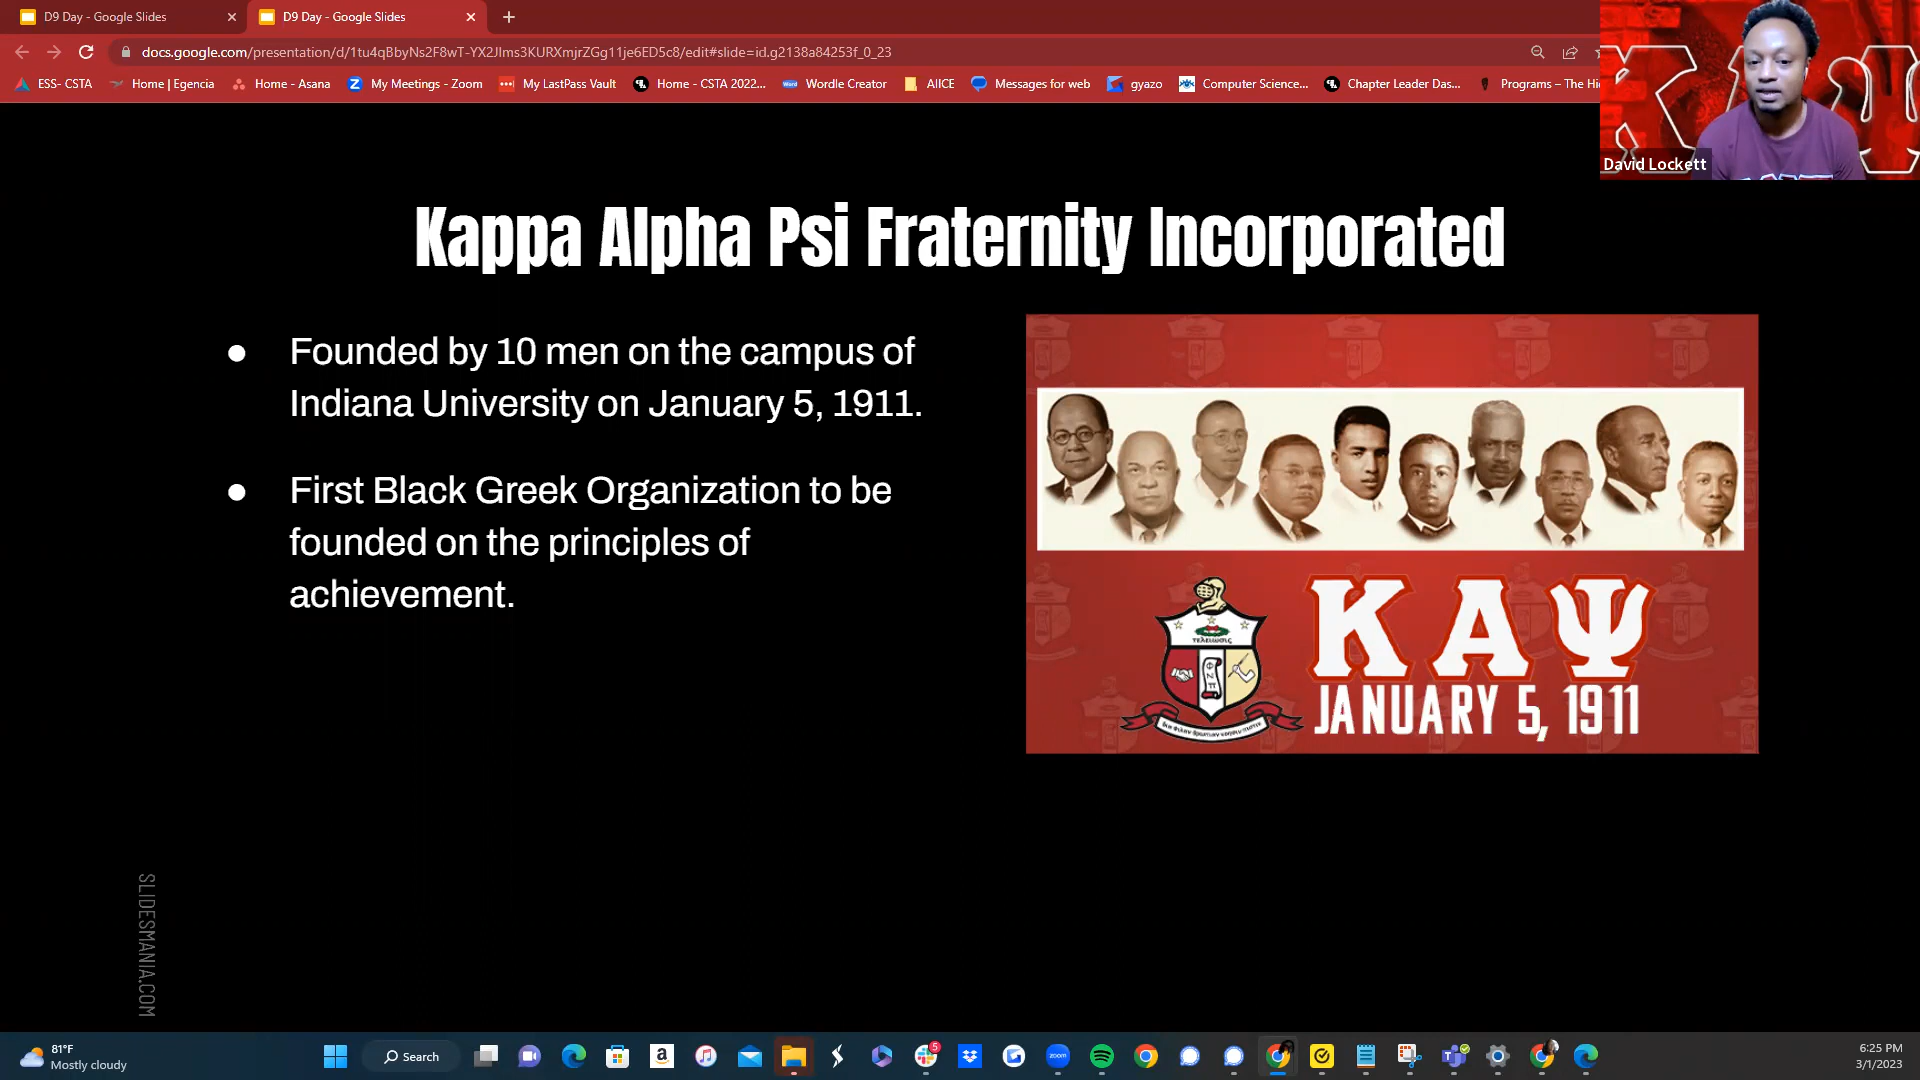 D9 Day - Google Slides
D9 Day - Google Slides
docs.google.com/presentation/d/1tu4qBbyNs2F8wT-YX2JIms3KURXmjrZGg11je6ED5c8/edit#slide=id.g2138a84253f_0_23
ESS- CSTA
Home | Egencia
Home - Asana
My Meetings - Zoom
My LastPass Vault
Home - CSTA 2022...
Wordle Creator
AIICE
Messages for web
gyazo
Computer Science...
Chapter Leader Das...
Programs – The Hi
David Lockett
Kappa Alpha Psi Fraternity Incorporated
● Founded by 10 men on the campus of
Indiana University on January 5, 1911.
● First Black Greek Organization to be
founded on the principles of
achievement.
ΚΑΨ
JANUARY 5, 1911
SLIDESMANIA.COM
81°F
Mostly cloudy
Search
5
zoom
6:25 PM
3/1/2023